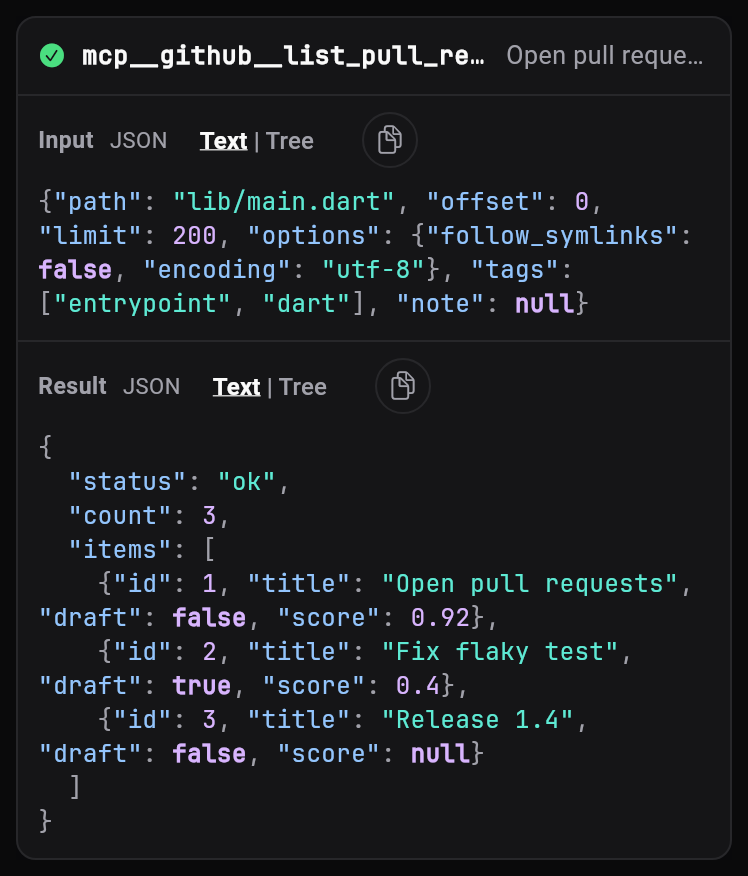 mcp__github__list_pull_re… Open pull reque…
Input JSON Text | Tree
{"path": "lib/main.dart", "offset": 0,
"limit": 200, "options": {"follow_symlinks":
false, "encoding": "utf-8"}, "tags":
["entrypoint", "dart"], "note": null}
Result JSON Text | Tree
{
  "status": "ok",
  "count": 3,
  "items": [
    {"id": 1, "title": "Open pull requests",
"draft": false, "score": 0.92},
    {"id": 2, "title": "Fix flaky test",
"draft": true, "score": 0.4},
    {"id": 3, "title": "Release 1.4",
"draft": false, "score": null}
  ]
}